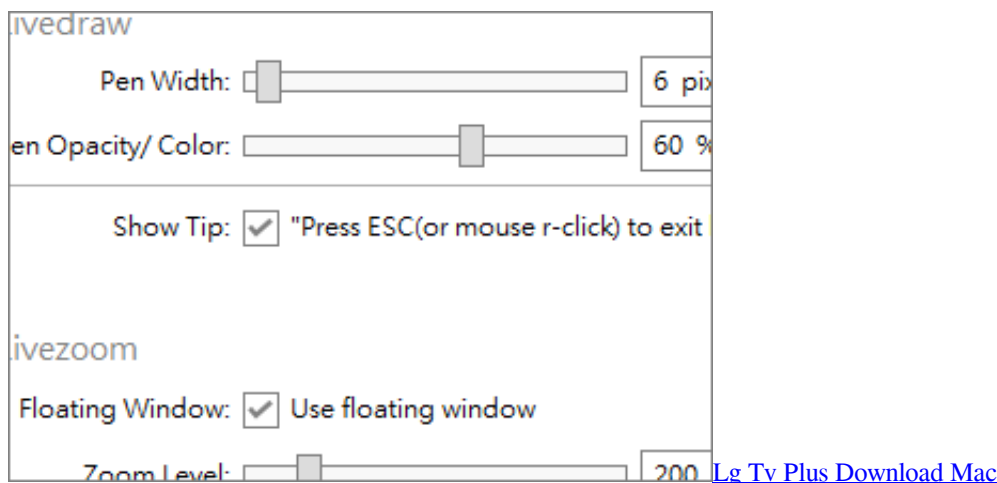 ivedraw
Pen Width: 6 pix
en Opacity/ Color: 60 %
Show Tip: "Press ESC(or mouse r-click) to exit
ivezoom
Floating Window: Use floating window
Zoom Level: 200
Lg Tv Plus Download Mac